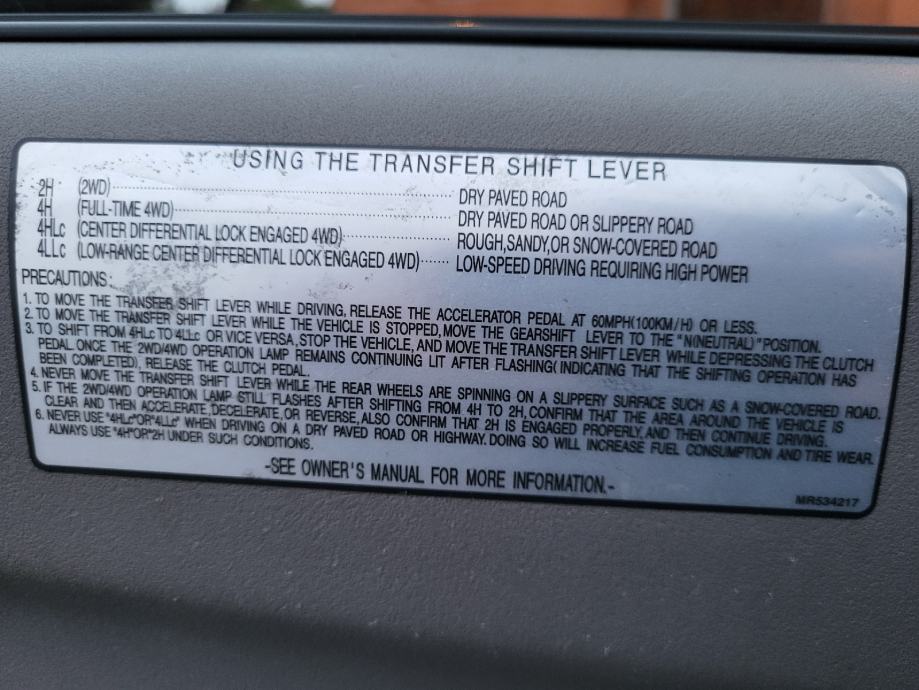 USING THE TRANSFER SHIFT LEVER
2H (2WD) DRY PAVED ROAD
4H (FULL-TIME 4WD) DRY PAVED ROAD OR SLIPPERY ROAD
4HLc (CENTER DIFFERENTIAL LOCK ENGAGED 4WD) ROUGH,SANDY,OR SNOW-COVERED ROAD
4LLc (LOW-RANGE CENTER DIFFERENTIAL LOCK ENGAGED 4WD) LOW-SPEED DRIVING REQUIRING HIGH POWER
PRECAUTIONS:
1. TO MOVE THE TRANSFER SHIFT LEVER WHILE DRIVING, RELEASE THE ACCELERATOR PEDAL AT 60MPH(100KM/H) OR LESS.
2. TO MOVE THE TRANSFER SHIFT LEVER WHILE THE VEHICLE IS STOPPED,MOVE THE GEARSHIFT LEVER TO THE "N(NEUTRAL)"POSITION.
3. TO SHIFT FROM 4HLc TO 4LLc OR VICE VERSA, STOP THE VEHICLE, AND MOVE THE TRANSFER SHIFT LEVER WHILE DEPRESSING THE CLUTCH
PEDAL ONCE THE 2WD/4WD OPERATION LAMP REMAINS CONTINUING LIT AFTER FLASHING( INDICATING THAT THE SHIFTING OPERATION HAS
BEEN COMPLETED), RELEASE THE CLUTCH PEDAL.
4. NEVER MOVE THE TRANSFER SHIFT LEVER WHILE THE REAR WHEELS ARE SPINNING ON A SLIPPERY SURFACE SUCH AS A SNOW-COVERED ROAD.
5. IF THE 2WD/4WD OPERATION LAMP STILL FLASHES AFTER SHIFTING FROM 4H TO 2H, CONFIRM THAT THE AREA AROUND THE VEHICLE IS
CLEAR AND THEN ACCELERATE,DECELERATE,OR REVERSE, ALSO CONFIRM THAT 2H IS ENGAGED PROPERLY, AND THEN CONTINUE DRIVING.
6. NEVER USE "4HLc"OR"4LLc" WHEN DRIVING ON A DRY PAVED ROAD OR HIGHWAY. DOING SO WILL INCREASE FUEL CONSUMPTION AND TIRE WEAR.
ALWAYS USE "4H"OR"2H UNDER SUCH CONDITIONS.
-SEE OWNER'S MANUAL FOR MORE INFORMATION.-
MR534217